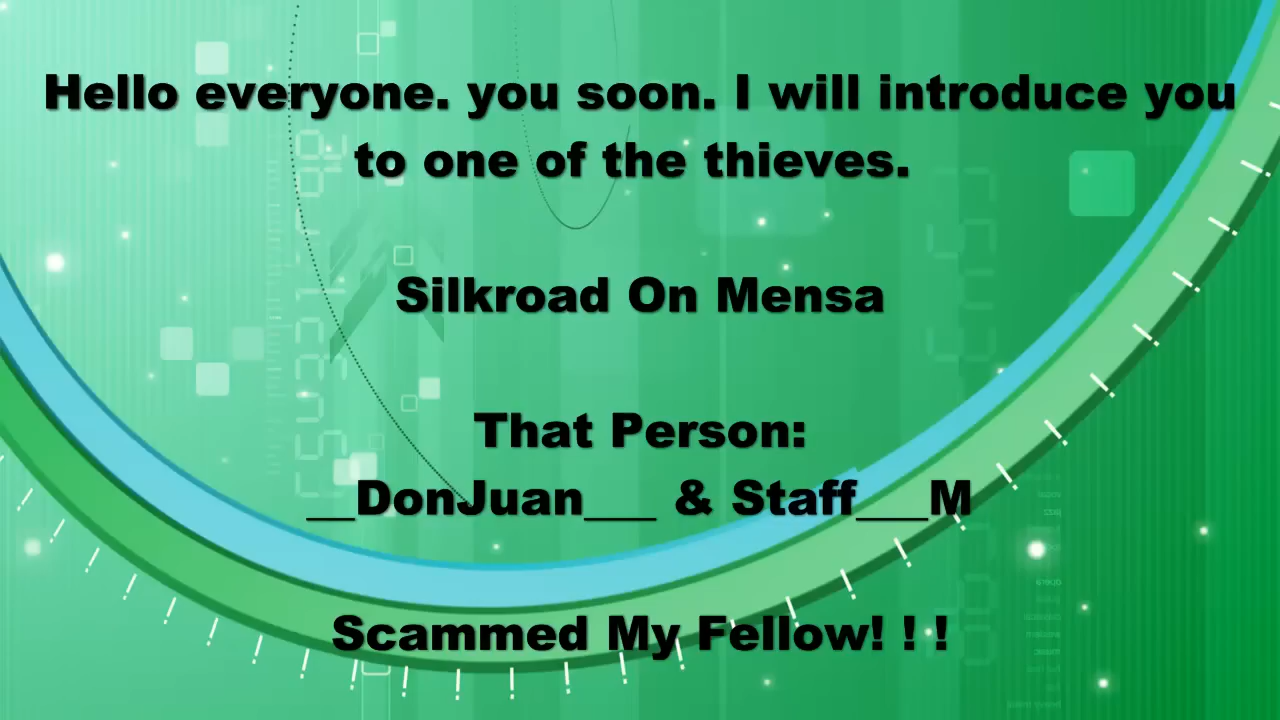 Hello everyone. you soon. I will introduce you
to one of the thieves.
Silkroad On Mensa
That Person:
__DonJuan___ & Staff___M
Scammed My Fellow! ! !